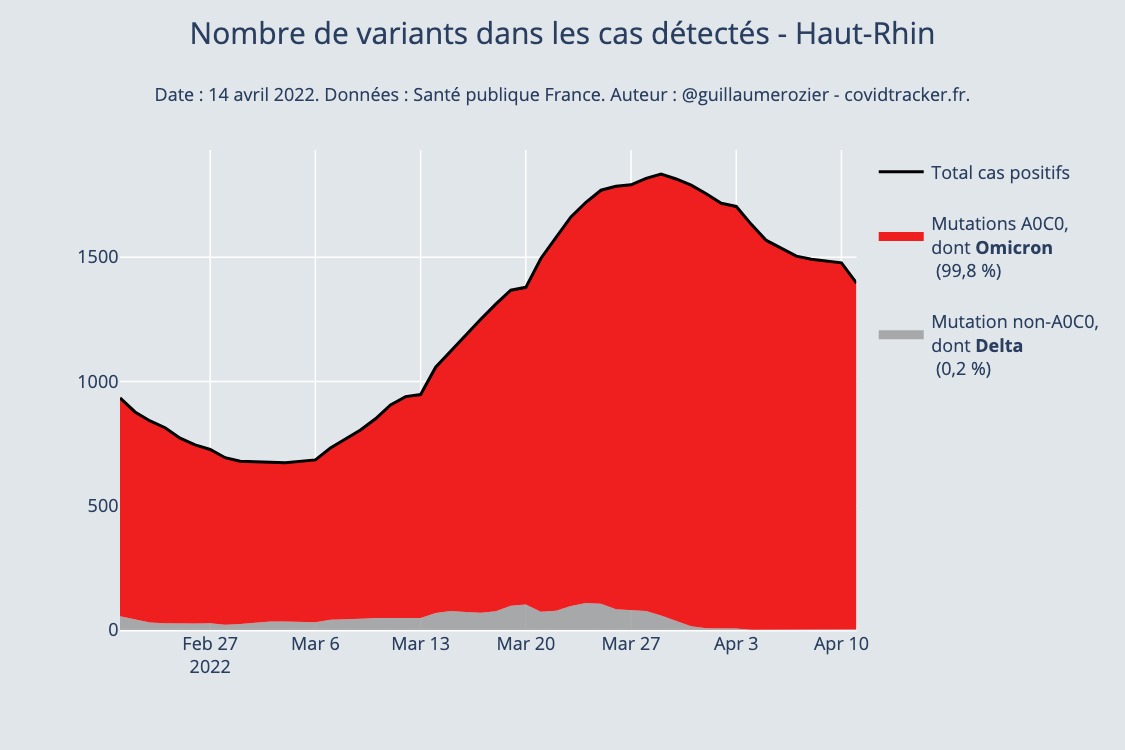 Nombre de variants dans les cas détectés - Haut-Rhin
Date : 14 avril 2022. Données : Santé publique France. Auteur : @guillaumerozier - covidtracker.fr.
Total cas positifs
Mutations A0C0,
dont Omicron
(99,8 %)
Mutation non-A0C0,
dont Delta
(0,2 %)
1500
1000
500
0
Feb 27
2022
Mar 6
Mar 13
Mar 20
Mar 27
Apr 3
Apr 10